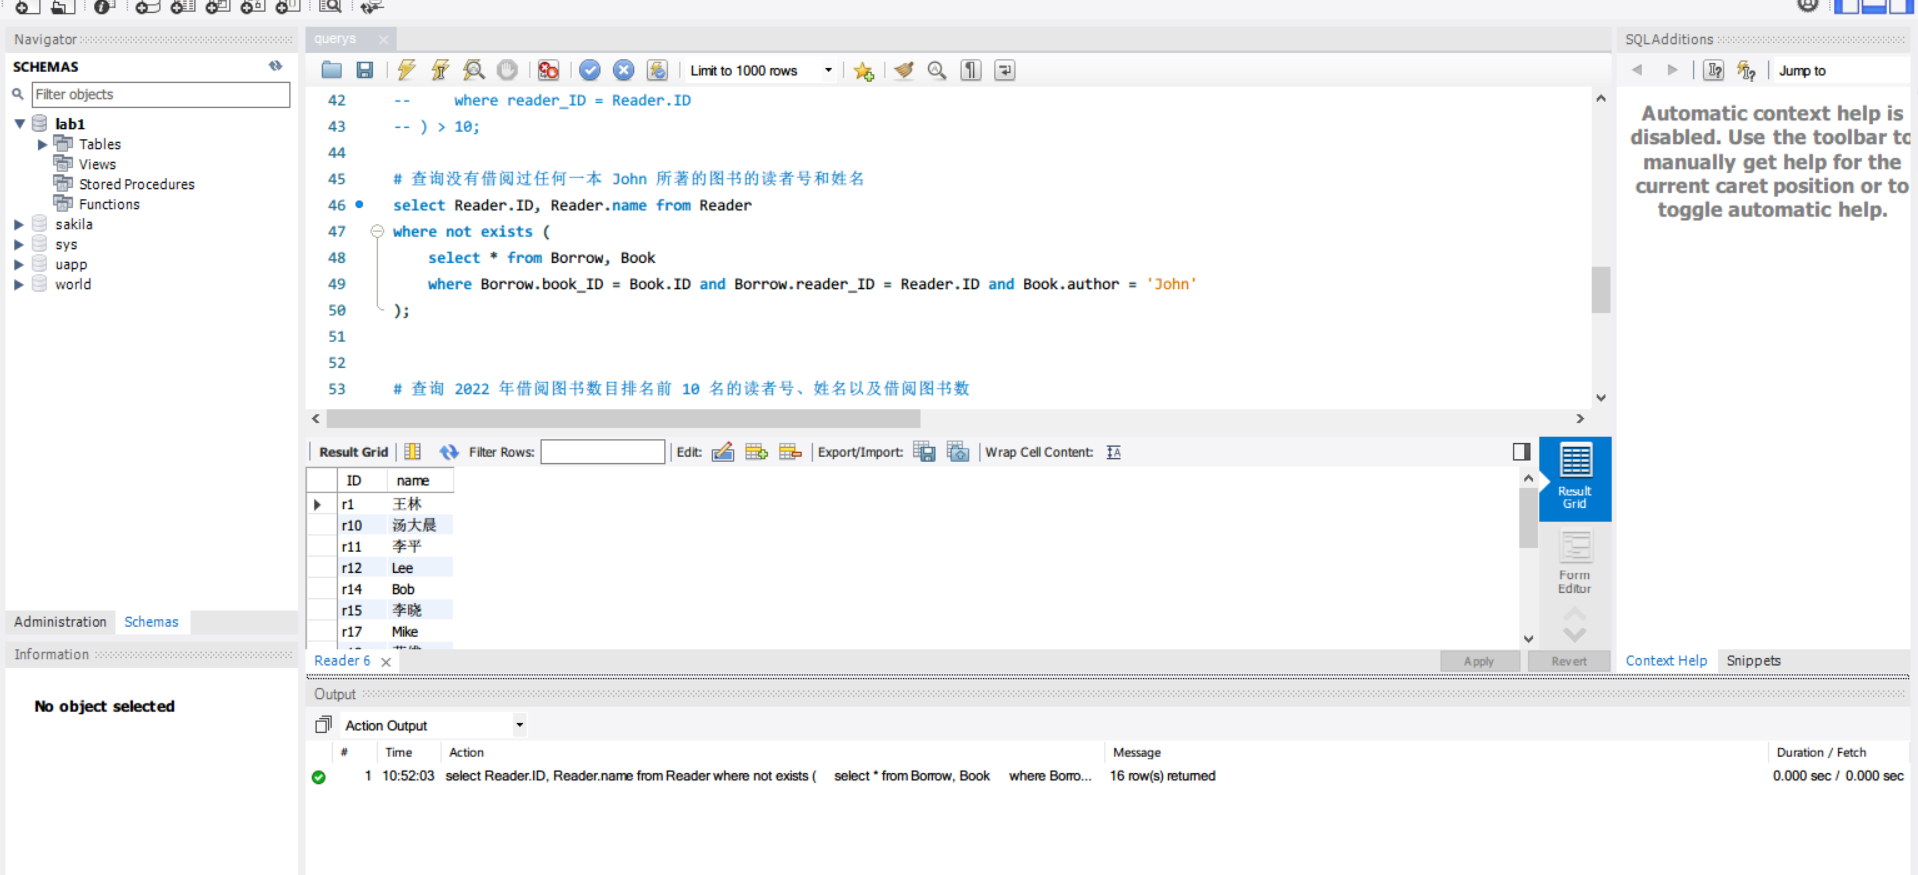 Navigator
SCHEMAS
Filter objects
lab1
Tables
Views
Stored Procedures
Functions
sakila
sys
uapp
world
Administration
Schemas
Information
No object selected
querys
Limit to 1000 rows
42 -- where reader_ID = Reader.ID
43 -- ) > 10;
44
45 # 查询没有借阅过任何一本 John 所著的图书的读者号和姓名
46 select Reader.ID, Reader.name from Reader
47 where not exists (
48 select * from Borrow, Book
49 where Borrow.book_ID = Book.ID and Borrow.reader_ID = Reader.ID and Book.author = 'John'
50 );
51
52
53 # 查询 2022 年借阅图书数目排名前 10 名的读者号、姓名以及借阅图书数
Result Grid Filter Rows: Edit: Export/Import: Wrap Cell Content:
ID name
r1 王林
r10 汤大晨
r11 李平
r12 Lee
r14 Bob
r15 李晓
r17 Mike
Result
Grid
Form
Editor
Reader 6
Apply
Revert
Output
Action Output
# Time Action Message Duration / Fetch
1 10:52:03 select Reader.ID, Reader.name from Reader where not exists ( select * from Borrow, Book where Borro... 16 row(s) returned 0.000 sec / 0.000 sec
SQLAdditions
Jump to
Automatic context help is
disabled. Use the toolbar to
manually get help for the
current caret position or to
toggle automatic help.
Context Help
Snippets